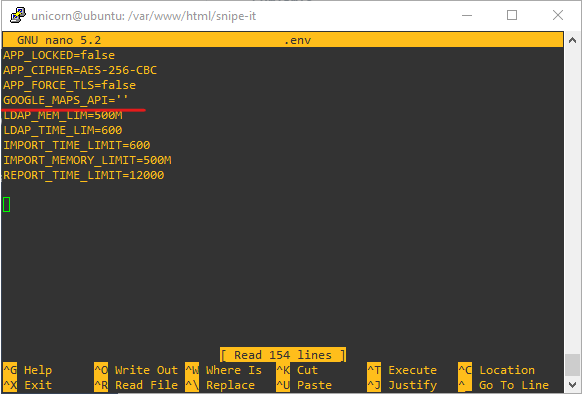 unicorn@ubuntu: /var/www/html/snipe-it
GNU nano 5.2 .env
APP_LOCKED=false
APP_CIPHER=AES-256-CBC
APP_FORCE_TLS=false
GOOGLE_MAPS_API=''
LDAP_MEM_LIM=500M
LDAP_TIME_LIM=600
IMPORT_TIME_LIMIT=600
IMPORT_MEMORY_LIMIT=500M
REPORT_TIME_LIMIT=12000
[ Read 154 lines ]
^G Help ^O Write Out ^W Where Is ^K Cut ^T Execute ^C Location
^X Exit ^R Read File ^\ Replace ^U Paste ^J Justify ^_ Go To Line